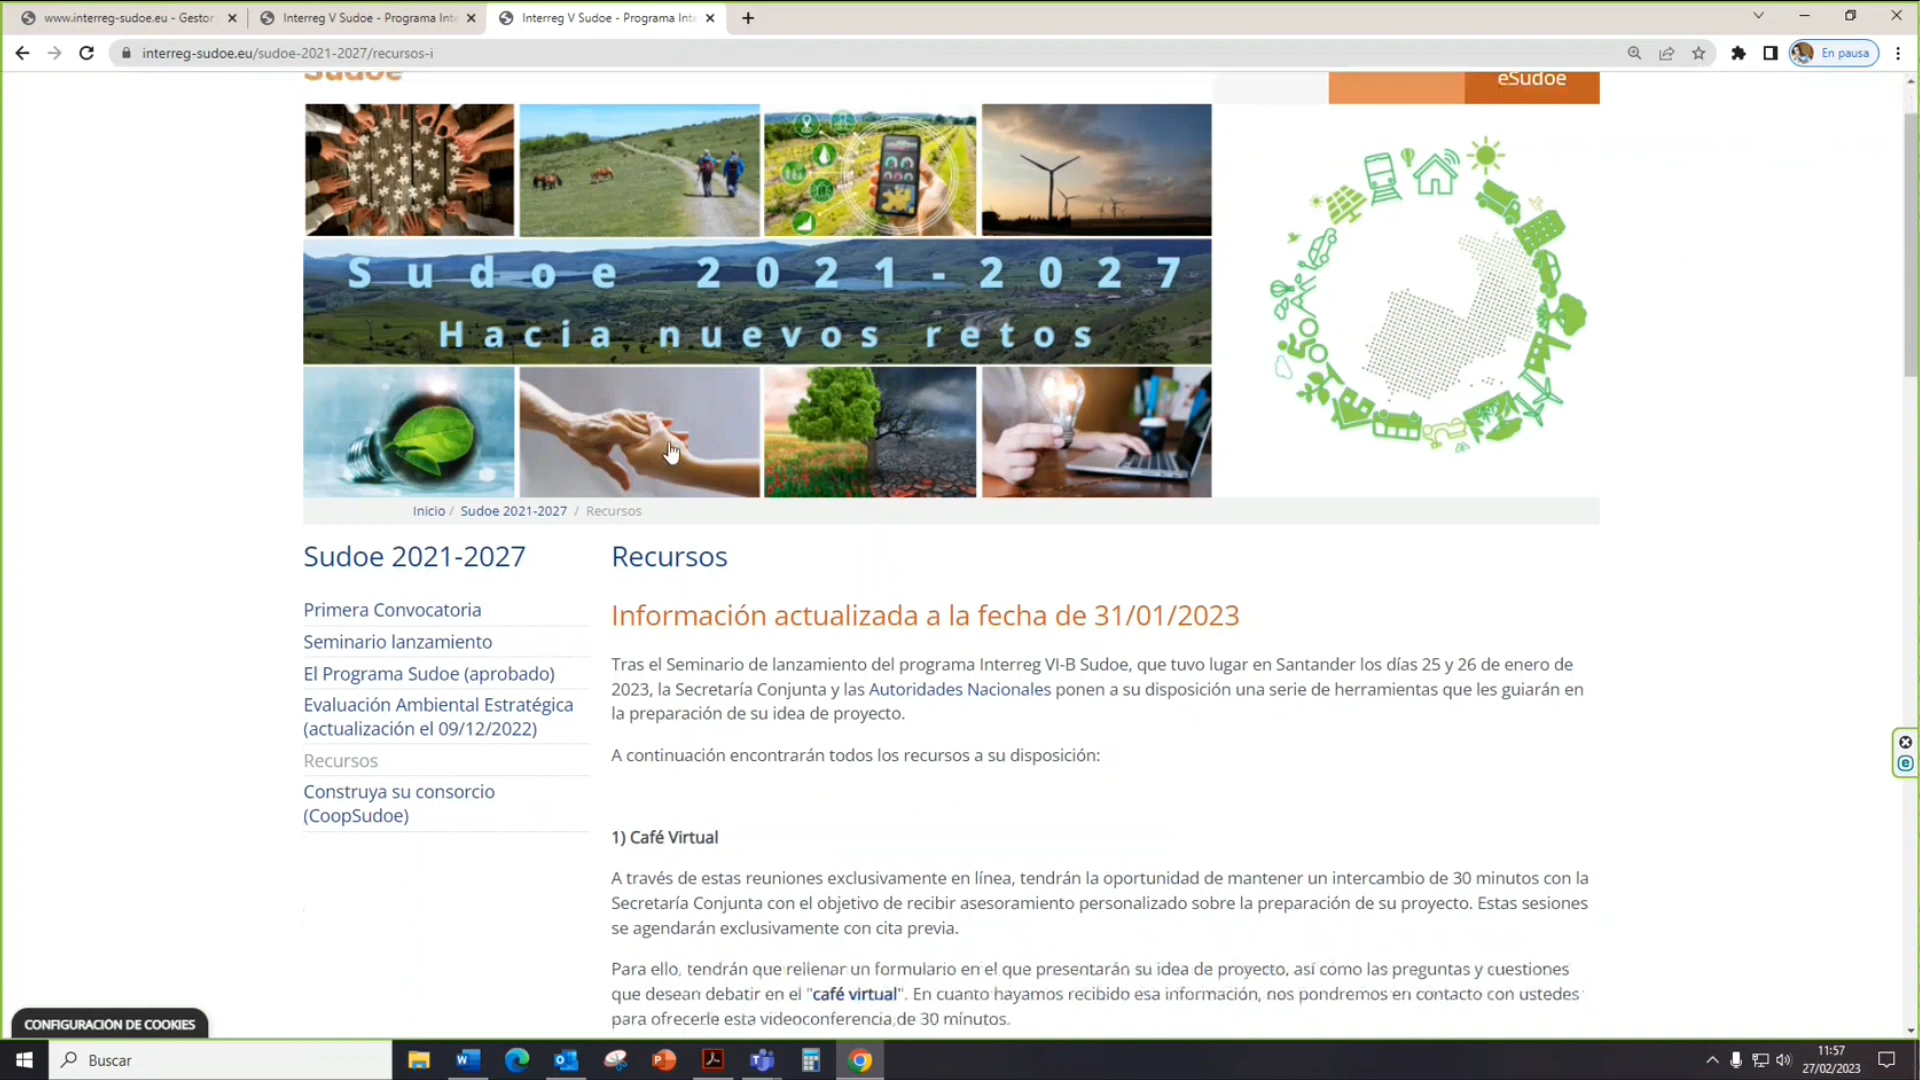 www.interreg-sudoe.eu - Gestor
Interreg V Sudoe - Programa Inte
Interreg V Sudoe - Programa Inte
interreg-sudoe.eu/sudoe-2021-2027/recursos-i
En pausa
Sudoe
eSudoe
Sudoe 2021-2027
Hacia nuevos retos
Inicio / Sudoe 2021-2027 / Recursos
Sudoe 2021-2027
Primera Convocatoria
Seminario lanzamiento
El Programa Sudoe (aprobado)
Evaluación Ambiental Estratégica
(actualización el 09/12/2022)
Recursos
Construya su consorcio
(CoopSudoe)
Recursos
Información actualizada a la fecha de 31/01/2023
Tras el Seminario de lanzamiento del programa Interreg VI-B Sudoe, que tuvo lugar en Santander los días 25 y 26 de enero de
2023, la Secretaría Conjunta y las Autoridades Nacionales ponen a su disposición una serie de herramientas que les guiarán en
la preparación de su idea de proyecto.
A continuación encontrarán todos los recursos a su disposición:
1) Café Virtual
A través de estas reuniones exclusivamente en línea, tendrán la oportunidad de mantener un intercambio de 30 minutos con la
Secretaría Conjunta con el objetivo de recibir asesoramiento personalizado sobre la preparación de su proyecto. Estas sesiones
se agendarán exclusivamente con cita previa.
Para ello, tendrán que rellenar un formulario en el que presentarán su idea de proyecto, así como las preguntas y cuestiones
que desean debatir en el "café virtual". En cuanto hayamos recibido esa información, nos pondremos en contacto con ustedes
para ofrecerle esta videoconferencia de 30 minutos.
CONFIGURACIÓN DE COOKIES
Buscar
11:57
27/02/2023